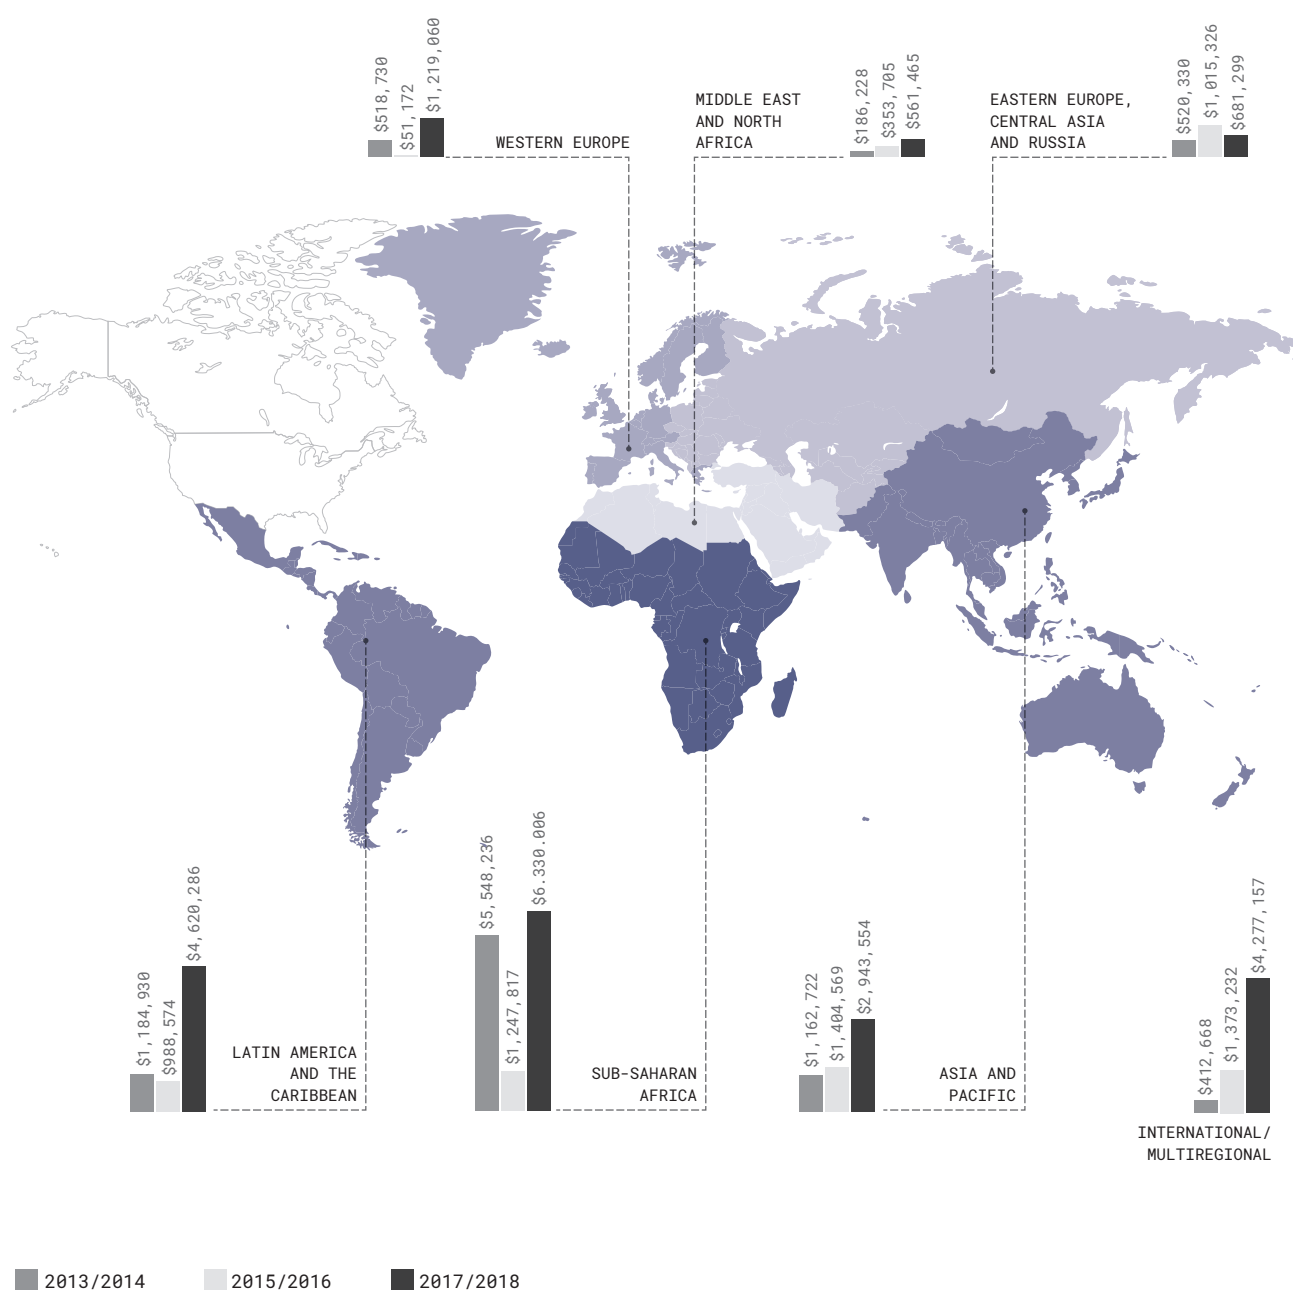 $518,730
$51,172
$1,219,060
WESTERN EUROPE
MIDDLE EAST
AND NORTH
AFRICA
$186,228
$353,705
$561,465
EASTERN EUROPE,
CENTRAL ASIA
AND RUSSIA
$520,330
$1,015,326
$681,299
$1,184,930
$988,574
$4,620,286
LATIN AMERICA
AND THE
CARIBBEAN
$5,548,236
$1,247,817
$6.330.006
SUB-SAHARAN
AFRICA
$1,162,722
$1,404,569
$2,943,554
ASIA AND
PACIFIC
$412,668
$1,373,232
$4,277,157
INTERNATIONAL/
MULTIREGIONAL
2013/2014
2015/2016
2017/2018